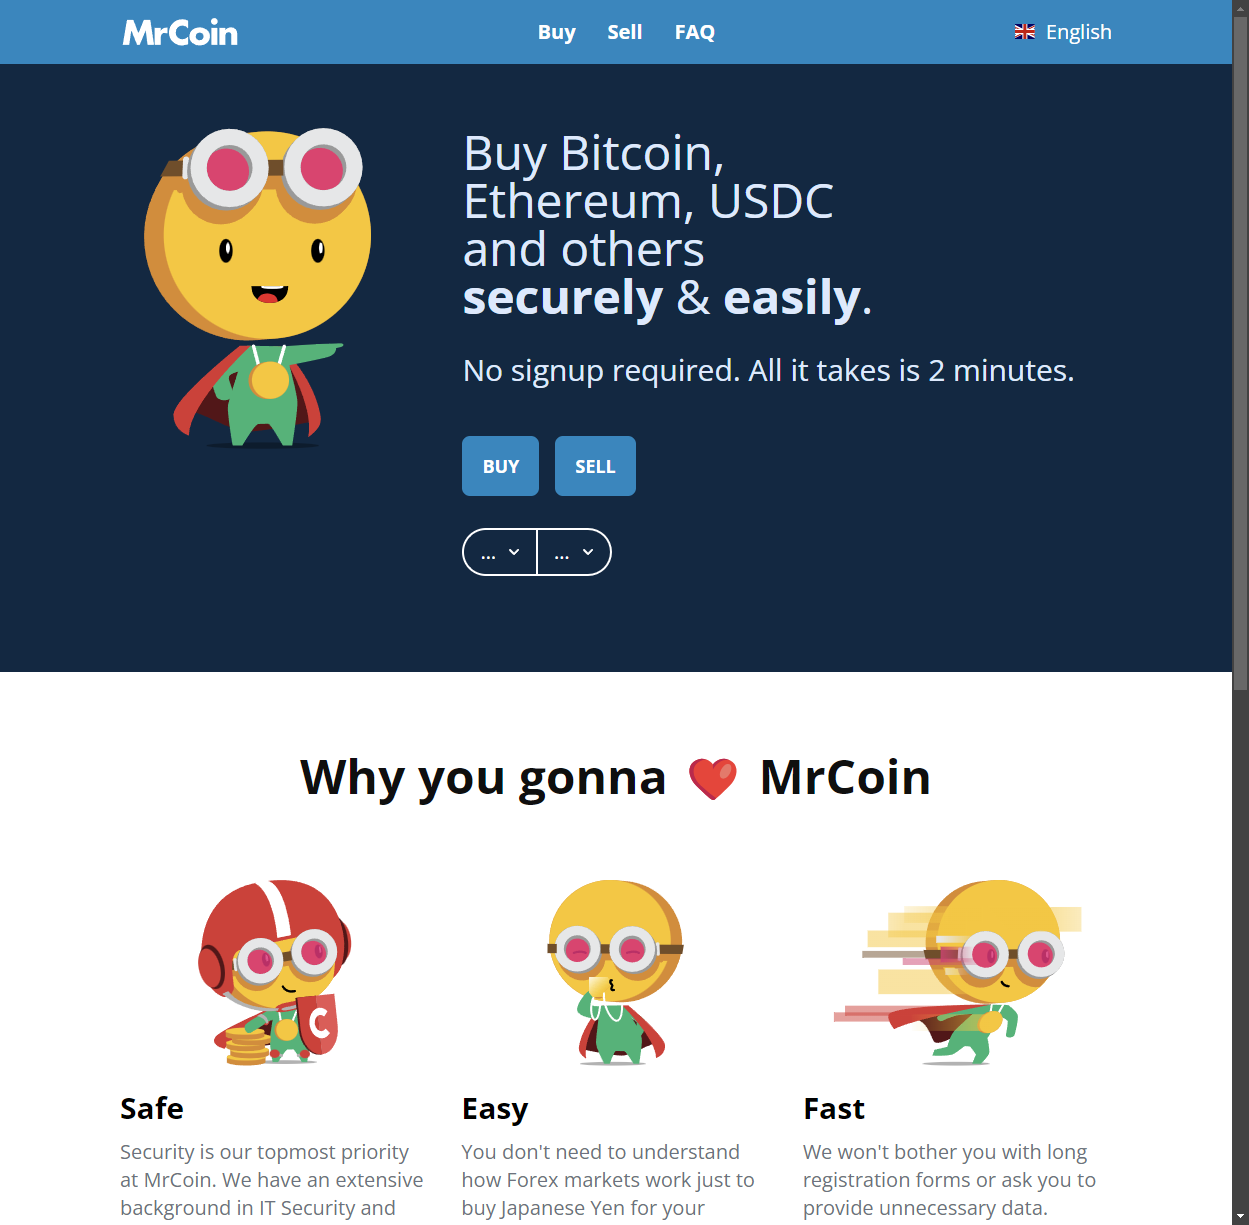 MrCoin
Buy Sell FAQ
English
Buy Bitcoin,
Ethereum, USDC
and others
securely & easily.
No signup required. All it takes is 2 minutes.
BUY SELL
... ...
Why you gonna ❤ MrCoin
C
Safe
Security is our topmost priority
at MrCoin. We have an extensive
background in IT Security and
Easy
You don't need to understand
how Forex markets work just to
buy Japanese Yen for your
Fast
We won't bother you with long
registration forms or ask you to
provide unnecessary data.